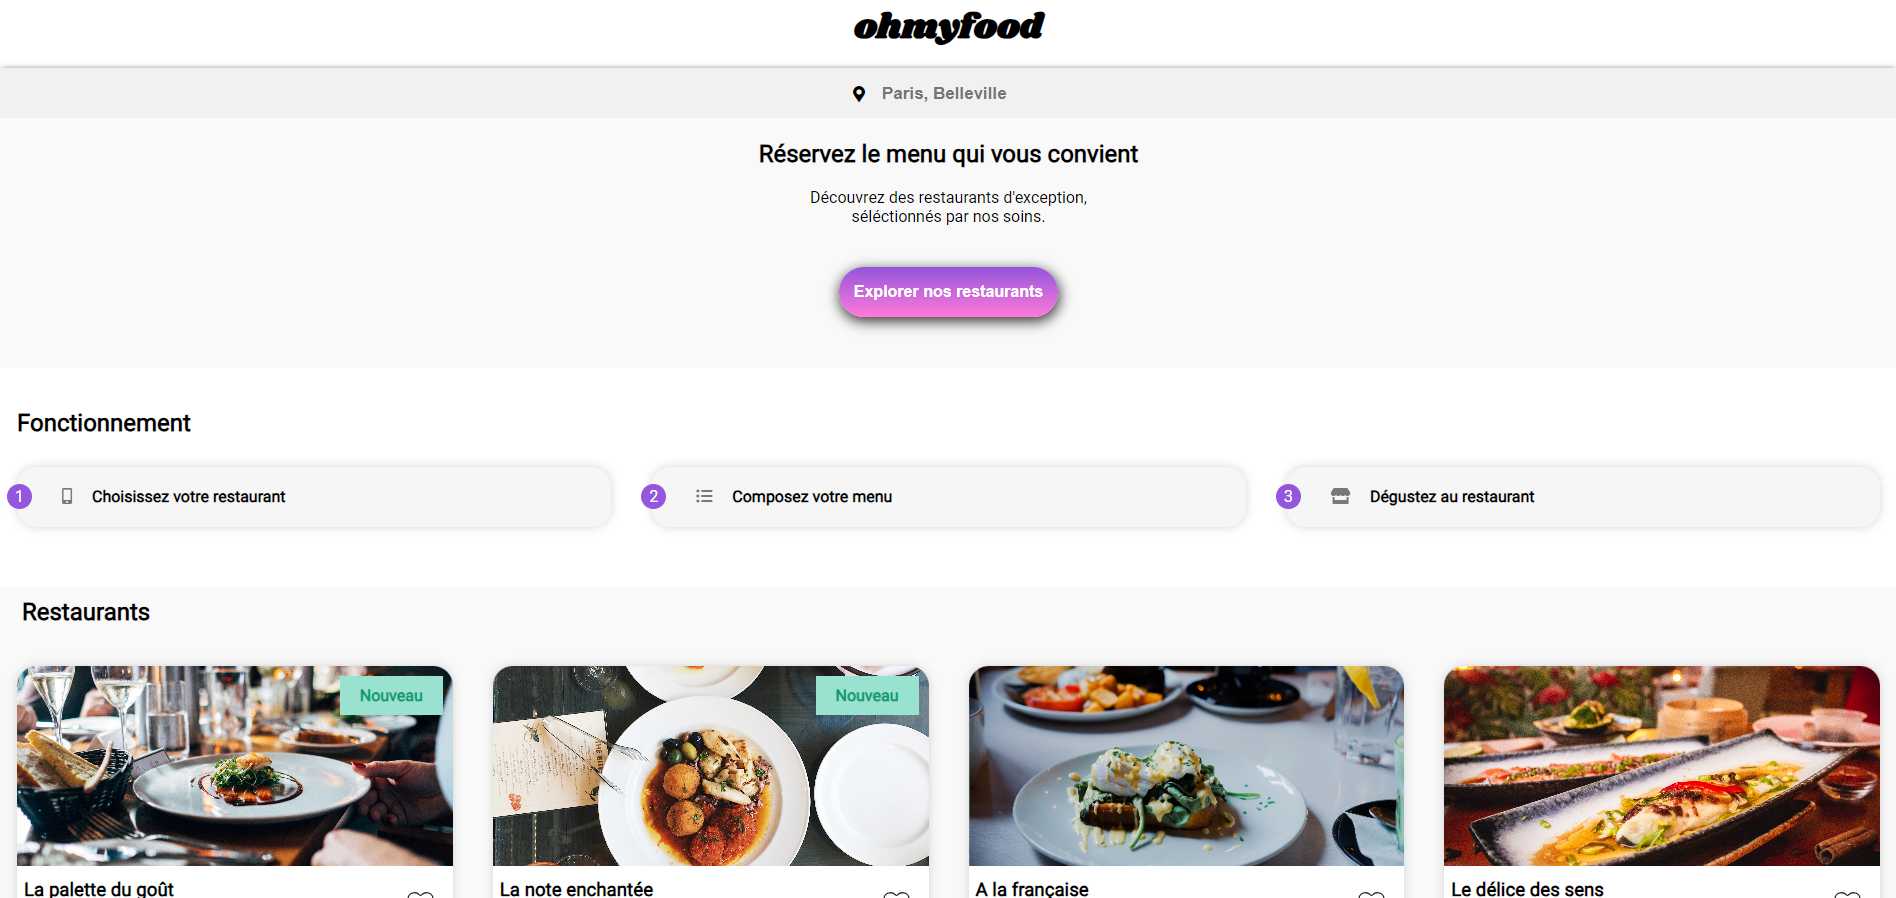 ohmyfood
Paris, Belleville
Réservez le menu qui vous convient
Découvrez des restaurants d'exception,
séléctionnés par nos soins.
Explorer nos restaurants
Fonctionnement
1 Choisissez votre restaurant
2 Composez votre menu
3 Dégustez au restaurant
Restaurants
Nouveau
Nouveau
La palette du goût
La note enchantée
A la française
Le délice des sens